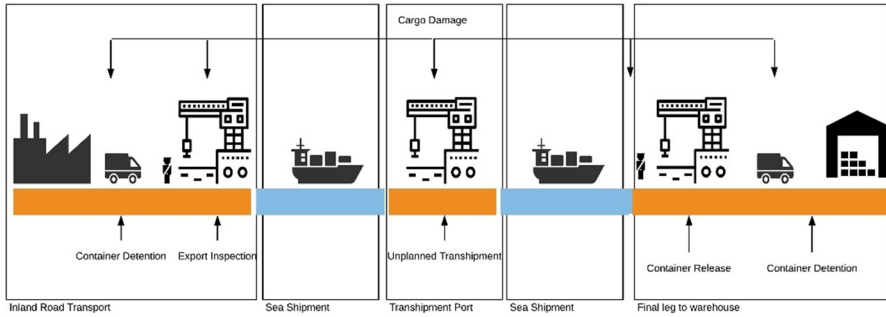 Cargo Damage
Container Detention
Export Inspection
Unplanned Transhipment
Container Release
Container Detention
Inland Road Transport
Sea Shipment
Transhipment Port
Sea Shipment
Final leg to warehouse